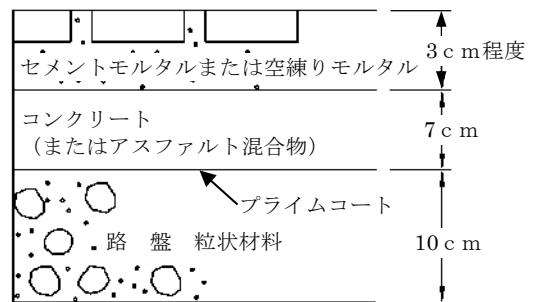 3ｃｍ程度
セメントモルタルまたは空練りモルタル
コンクリート
（またはアスファルト混合物）
7ｃｍ
プライムコート
路　盤　粒状材料
10ｃｍ